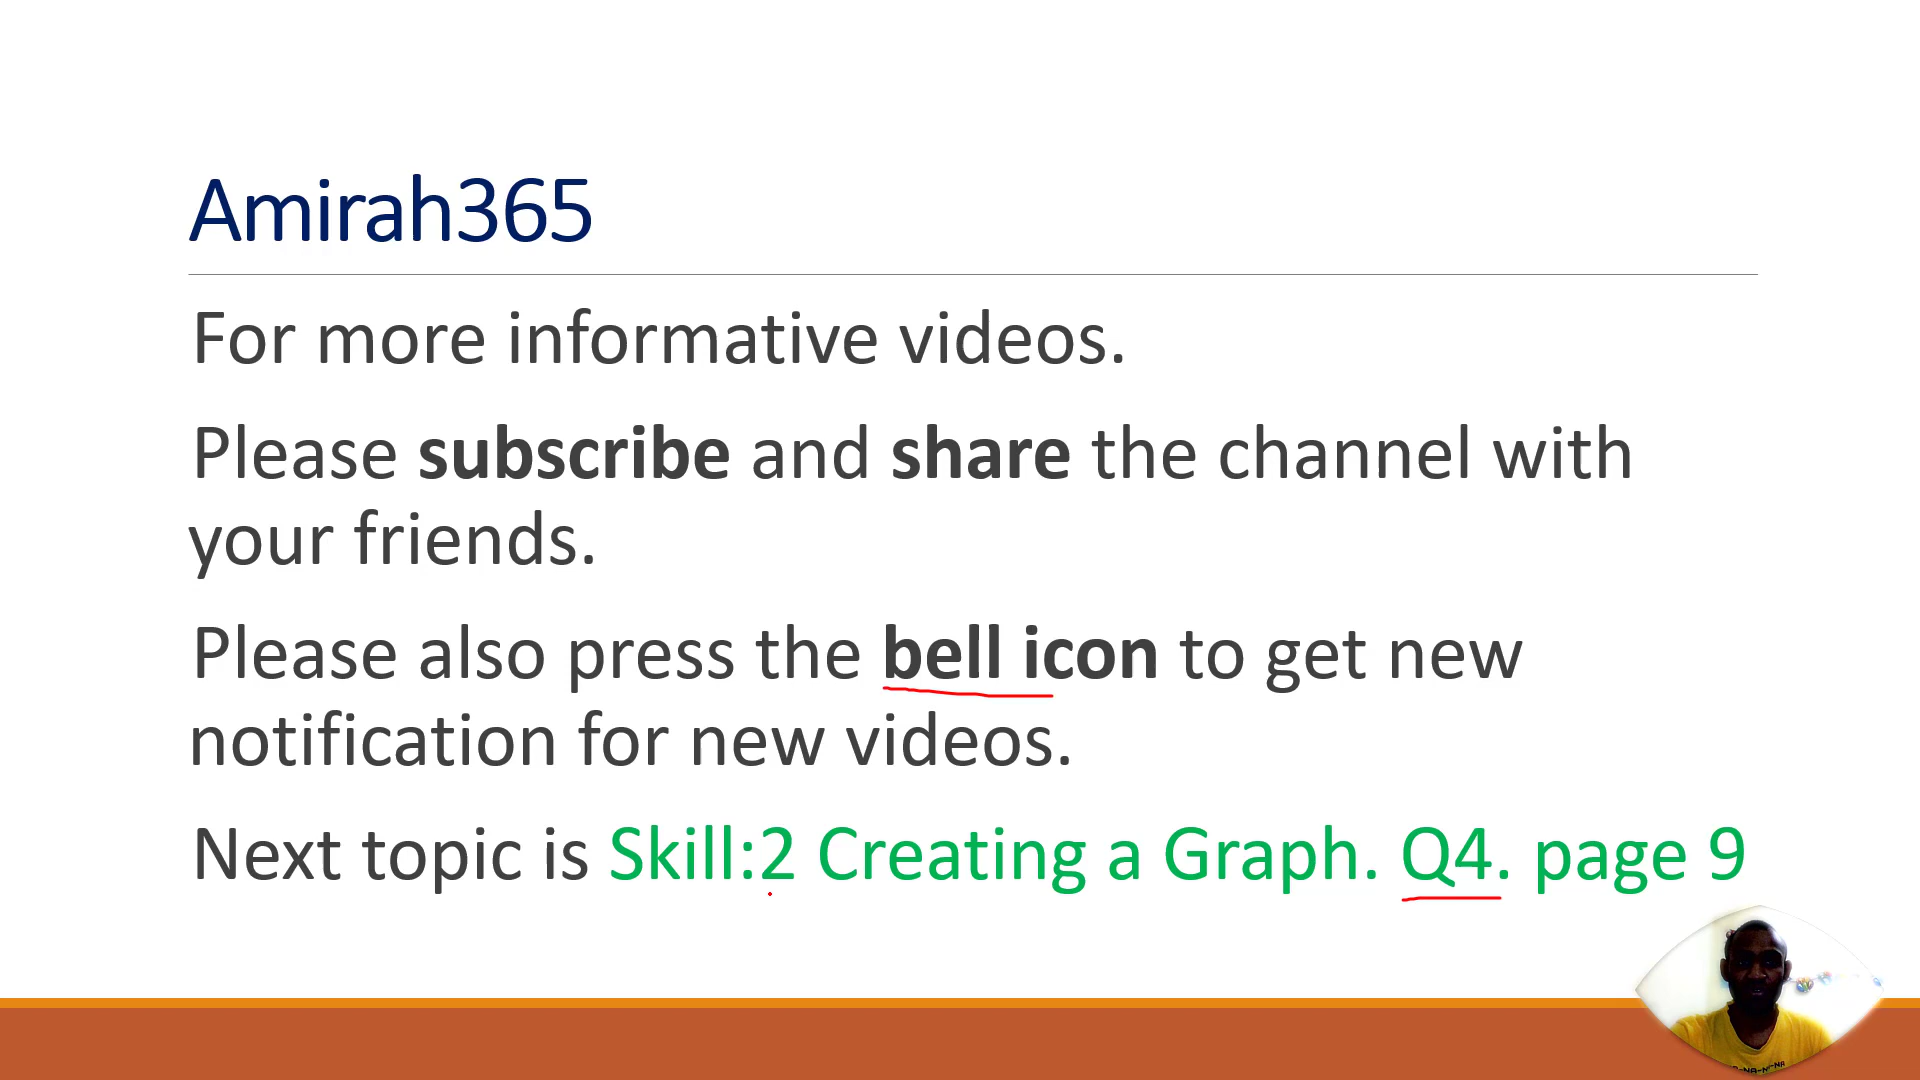 Amirah365
For more informative videos.
Please subscribe and share the channel with
your friends.
Please also press the bell icon to get new
notification for new videos.
Next topic is Skill:2 Creating a Graph. Q4. page 9